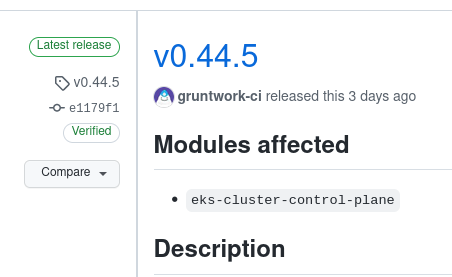 Latest release
v0.44.5
e1179f1
Verified
Compare
v0.44.5
gruntwork-ci released this 3 days ago
Modules affected
eks-cluster-control-plane
Description